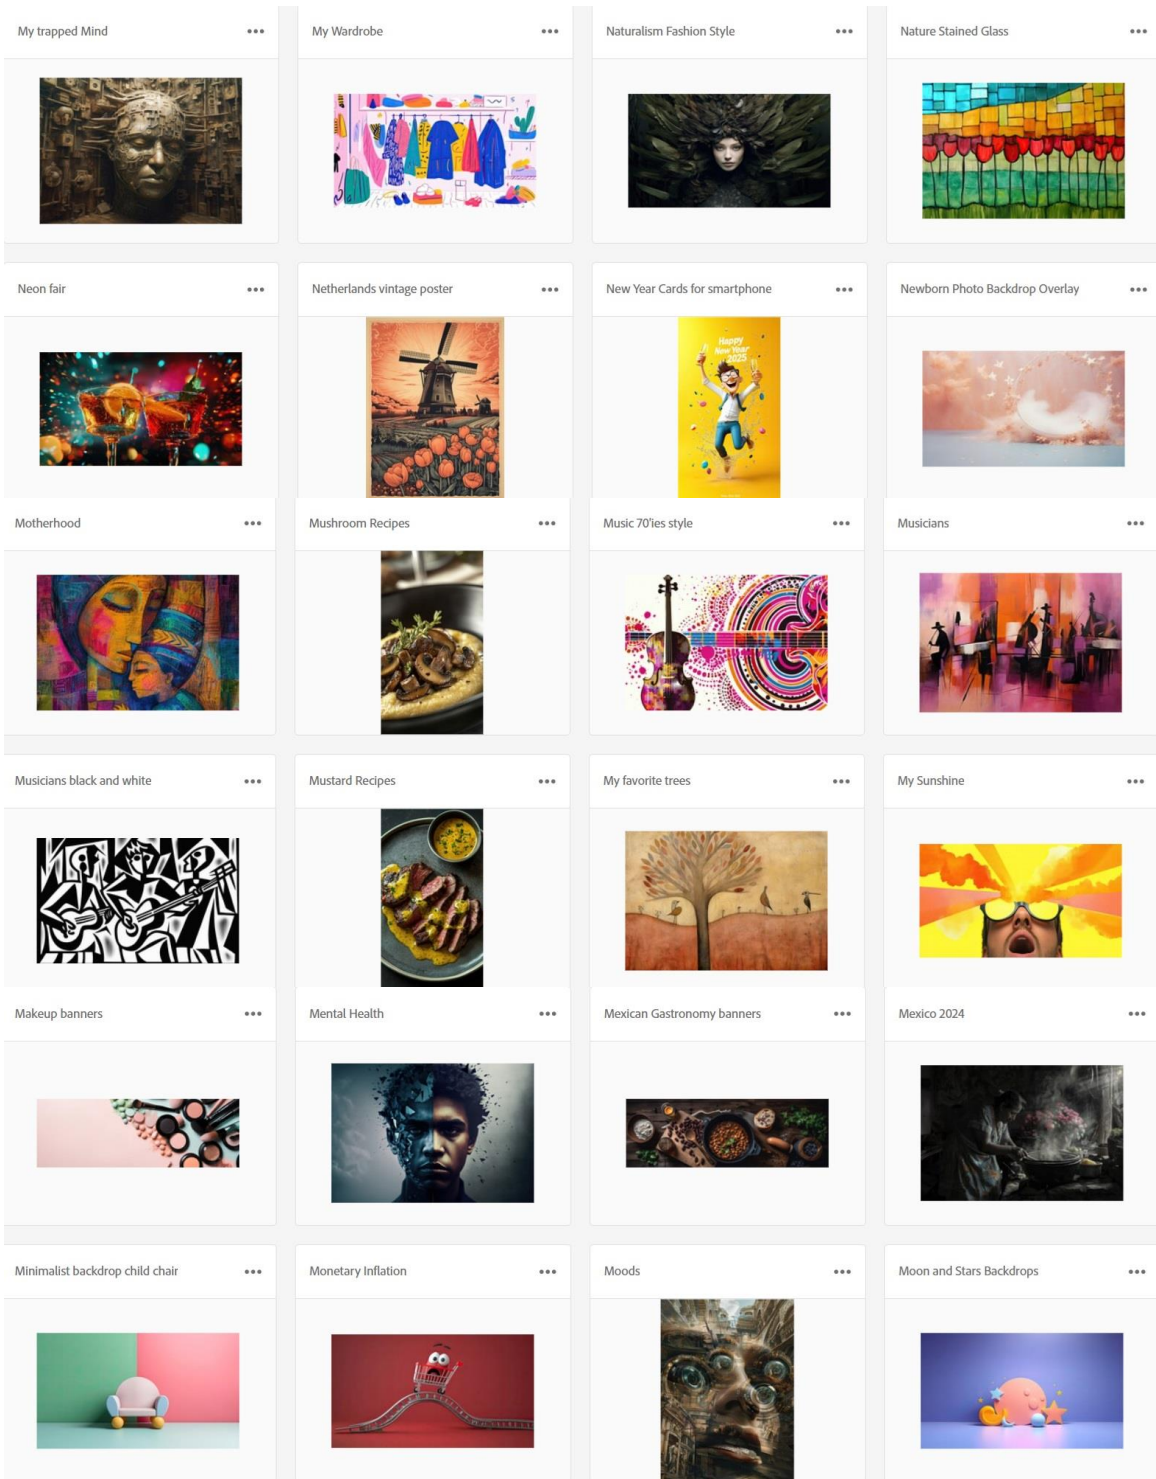 My trapped Mind
My Wardrobe
Naturalism Fashion Style
Nature Stained Glass
Neon fair
Netherlands vintage poster
New Year Cards for smartphone
Newborn Photo Backdrop Overlay
Happy
New Year
2025
Motherhood
Mushroom Recipes
Music 70'ies style
Musicians
Musicians black and white
Mustard Recipes
My favorite trees
My Sunshine
Makeup banners
Mental Health
Mexican Gastronomy banners
Mexico 2024
Minimalist backdrop child chair
Monetary Inflation
Moods
Moon and Stars Backdrops